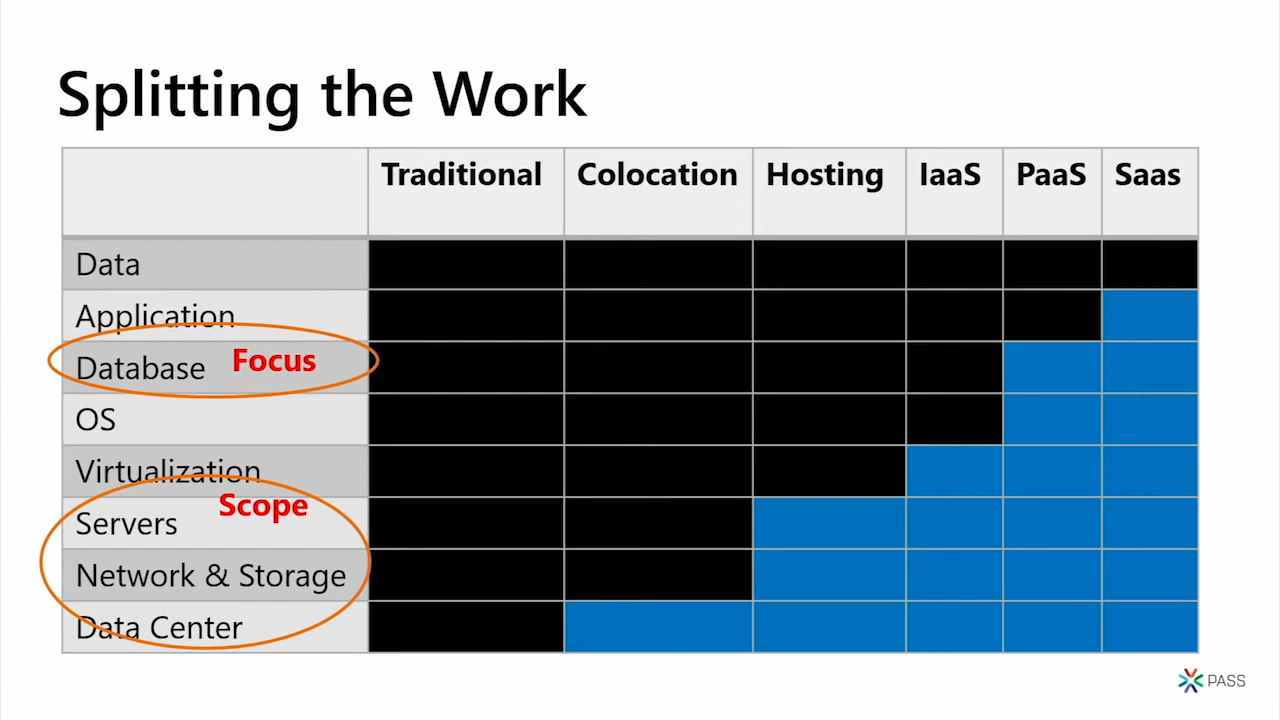 Splitting the Work
Traditional Colocation Hosting IaaS PaaS Saas
Data
Application
Database Focus
OS
Virtualization
Scope
Servers
Network & Storage
Data Center
PASS